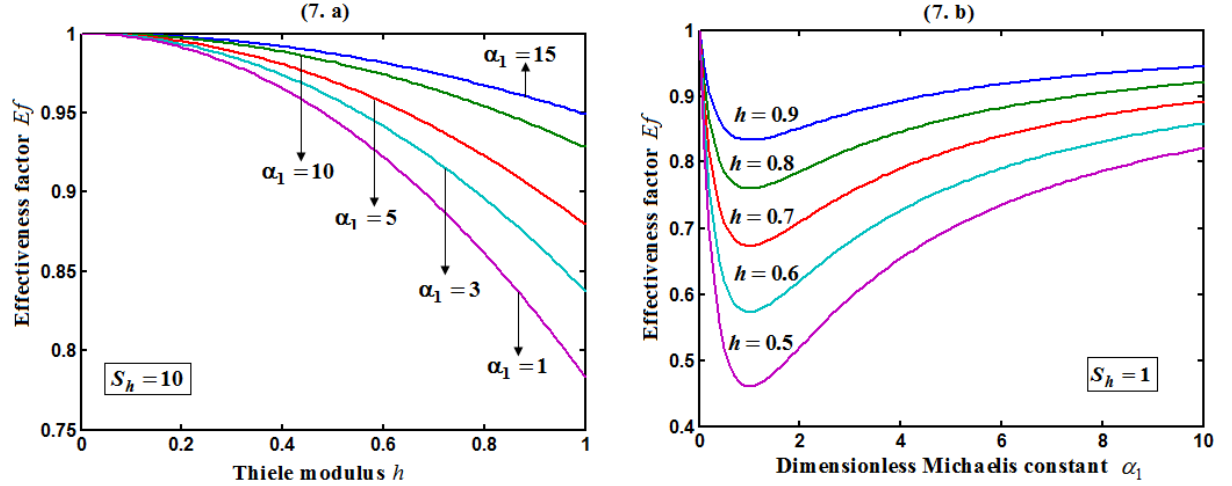 (7. a)
Effectiveness factor Ef
1
0.95
0.9
0.85
0.8
0.75
α₁ = 15
α₁ = 10
α₁ = 5
α₁ = 3
α₁ = 1
S_h = 10
0 0.2 0.4 0.6 0.8 1
Thiele modulus h
(7. b)
Effectiveness factor Ef
1
0.9
0.8
0.7
0.6
0.5
0.4
h = 0.9
h = 0.8
h = 0.7
h = 0.6
h = 0.5
S_h = 1
0 2 4 6 8 10
Dimensionless Michaelis constant α₁